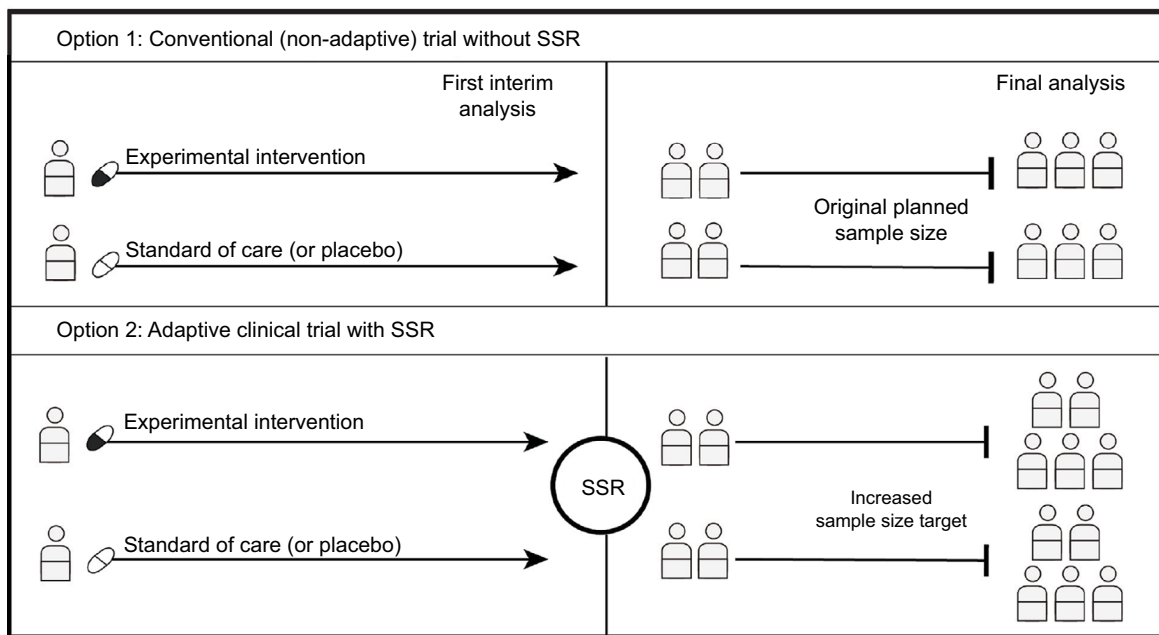 Option 1: Conventional (non-adaptive) trial without SSR
First interim
analysis
Final analysis
Experimental intervention
Original planned
sample size
Standard of care (or placebo)
Option 2: Adaptive clinical trial with SSR
Experimental intervention
SSR
Increased
sample size target
Standard of care (or placebo)